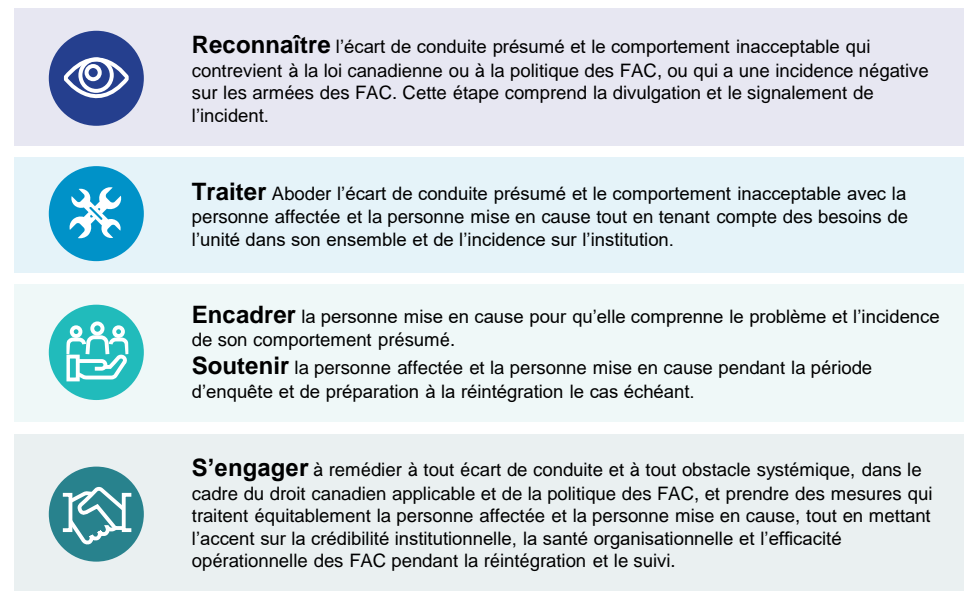 Reconnaître l’écart de conduite présumé et le comportement inacceptable qui
contrevient à la loi canadienne ou à la politique des FAC, ou qui a une incidence négative
sur les armées des FAC. Cette étape comprend la divulgation et le signalement de
l’incident.
Traiter Aboder l’écart de conduite présumé et le comportement inacceptable avec la
personne affectée et la personne mise en cause tout en tenant compte des besoins de
l’unité dans son ensemble et de l’incidence sur l’institution.
Encadrer la personne mise en cause pour qu’elle comprenne le problème et l’incidence
de son comportement présumé.
Soutenir la personne affectée et la personne mise en cause pendant la période
d’enquête et de préparation à la réintégration le cas échéant.
S’engager à remédier à tout écart de conduite et à tout obstacle systémique, dans le
cadre du droit canadien applicable et de la politique des FAC, et prendre des mesures qui
traitent équitablement la personne affectée et la personne mise en cause, tout en mettant
l’accent sur la crédibilité institutionnelle, la santé organisationnelle et l’efficacité
opérationnelle des FAC pendant la réintégration et le suivi.